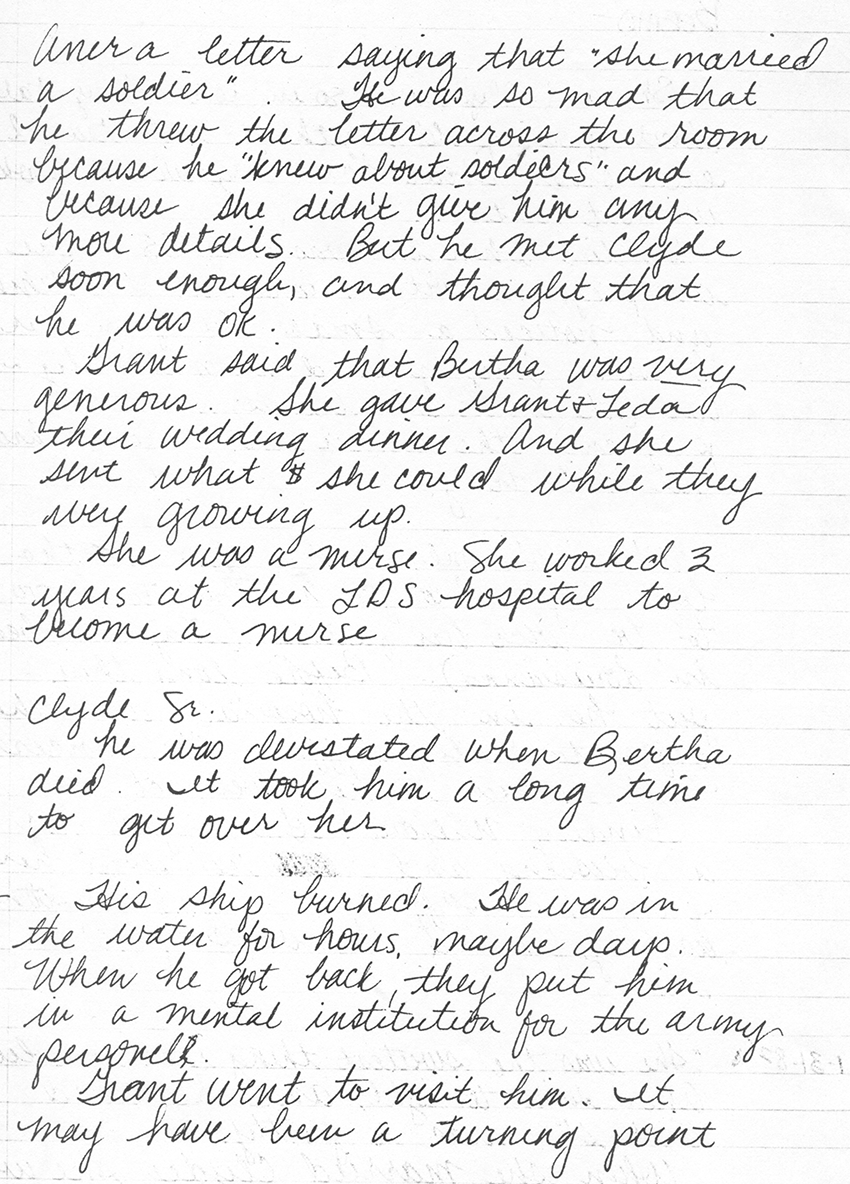 Aner a letter saying that "she married
a soldier". He was so mad that
he threw the letter across the room
because he "knew about soldiers" and
because she didn't give him any
more details. But he met Clyde
soon enough, and thought that
he was ok.
Grant said that Bertha was very
generous. She gave Grant & Leda
their wedding dinner. And she
sent what $ she could while they
were growing up.
She was a nurse. She worked 3
years at the LDS hospital to
become a nurse
Clyde Sr.
he was devistated when Bertha
died. It took him a long time
to get over her
His ship burned. He was in
the water for hours, maybe days.
When he got back, they put him
in a mental institution for the army
personell.
Grant went to visit him. It
may have been a turning point